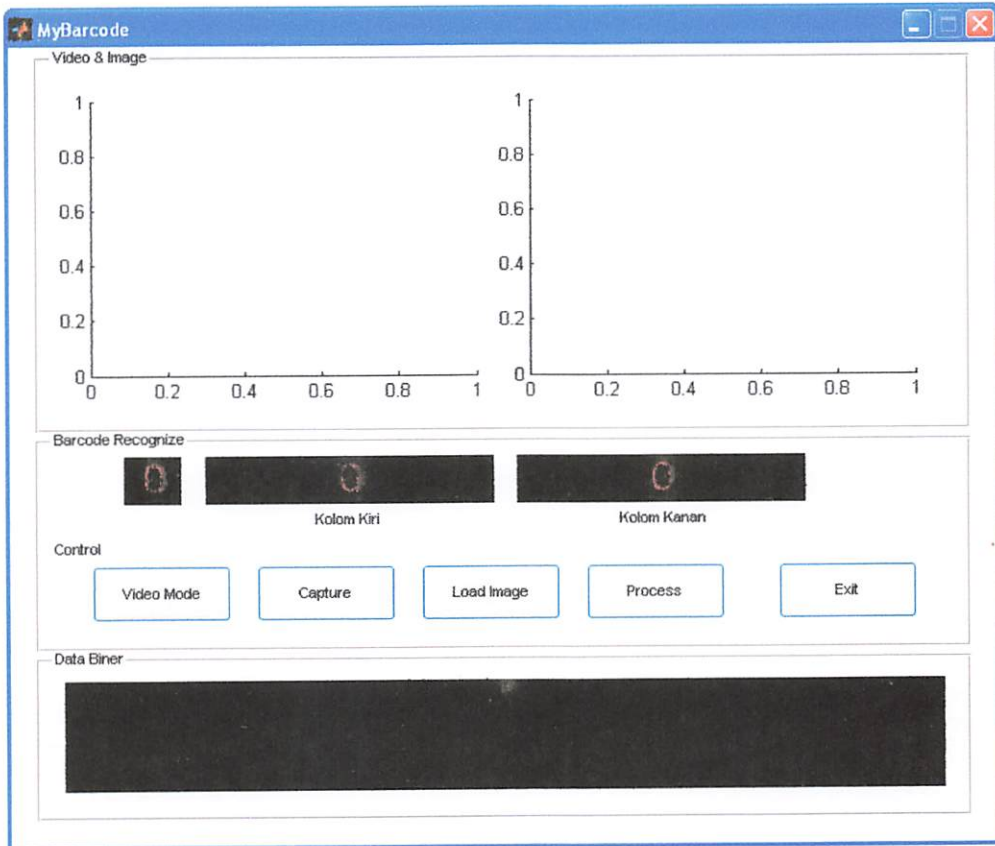 MyBarcode
Video & Image
1
0.8
0.6
0.4
0.2
0
0 0.2 0.4 0.6 0.8 1
1
0.8
0.6
0.4
0.2
0
0 0.2 0.4 0.6 0.8 1
Barcode Recognize
0 0 0
Kolom Kiri Kolom Kanan
Control
Video Mode Capture Load Image Process Exit
Data Biner